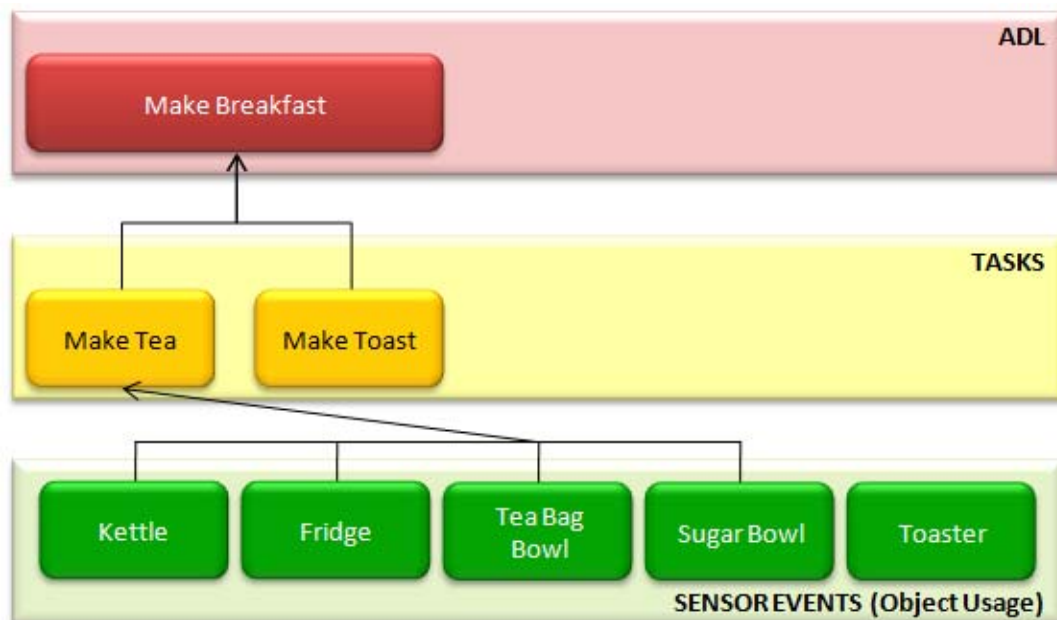 ADL
Make Breakfast
TASKS
Make Tea
Make Toast
Kettle
Fridge
Tea Bag
Bowl
Sugar Bowl
Toaster
SENSOR EVENTS (Object Usage)